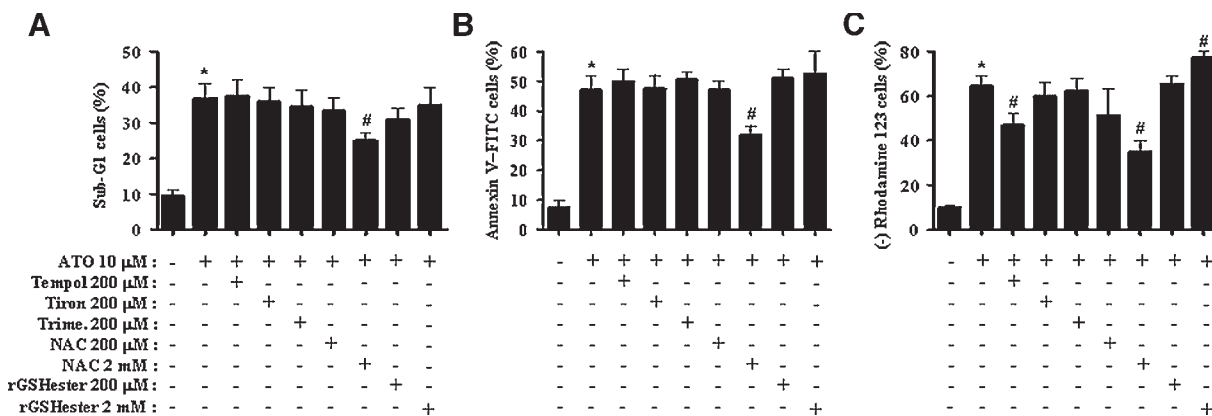 A
B
C
Sub-G1 cells (%)
50
40
30
20
10
0
*
#
Annexin V-FITC cells (%)
60
50
40
30
20
10
0
*
#
(-) Rhodamine 123 cells (%)
80
60
40
20
0
*
#
#
#
ATO 10 μM : - + + + + + + + + - + + + + + + + + - + + + + + + + +
Tempol 200 μM : - - + - - - - - - - - + - - - - - - - - + - - - - - -
Tiron 200 μM : - - - + - - - - - - - - + - - - - - - - - + - - - - -
Trime. 200 μM : - - - - + - - - - - - - - + - - - - - - - - + - - - -
NAC 200 μM : - - - - - + - - - - - - - - + - - - - - - - - + - - -
NAC 2 mM : - - - - - - + - - - - - - - - + - - - - - - - - + - -
rGSHester 200 μM : - - - - - - - + - - - - - - - - + - - - - - - - - + -
rGSHester 2 mM : - - - - - - - - + - - - - - - - - + - - - - - - - - +